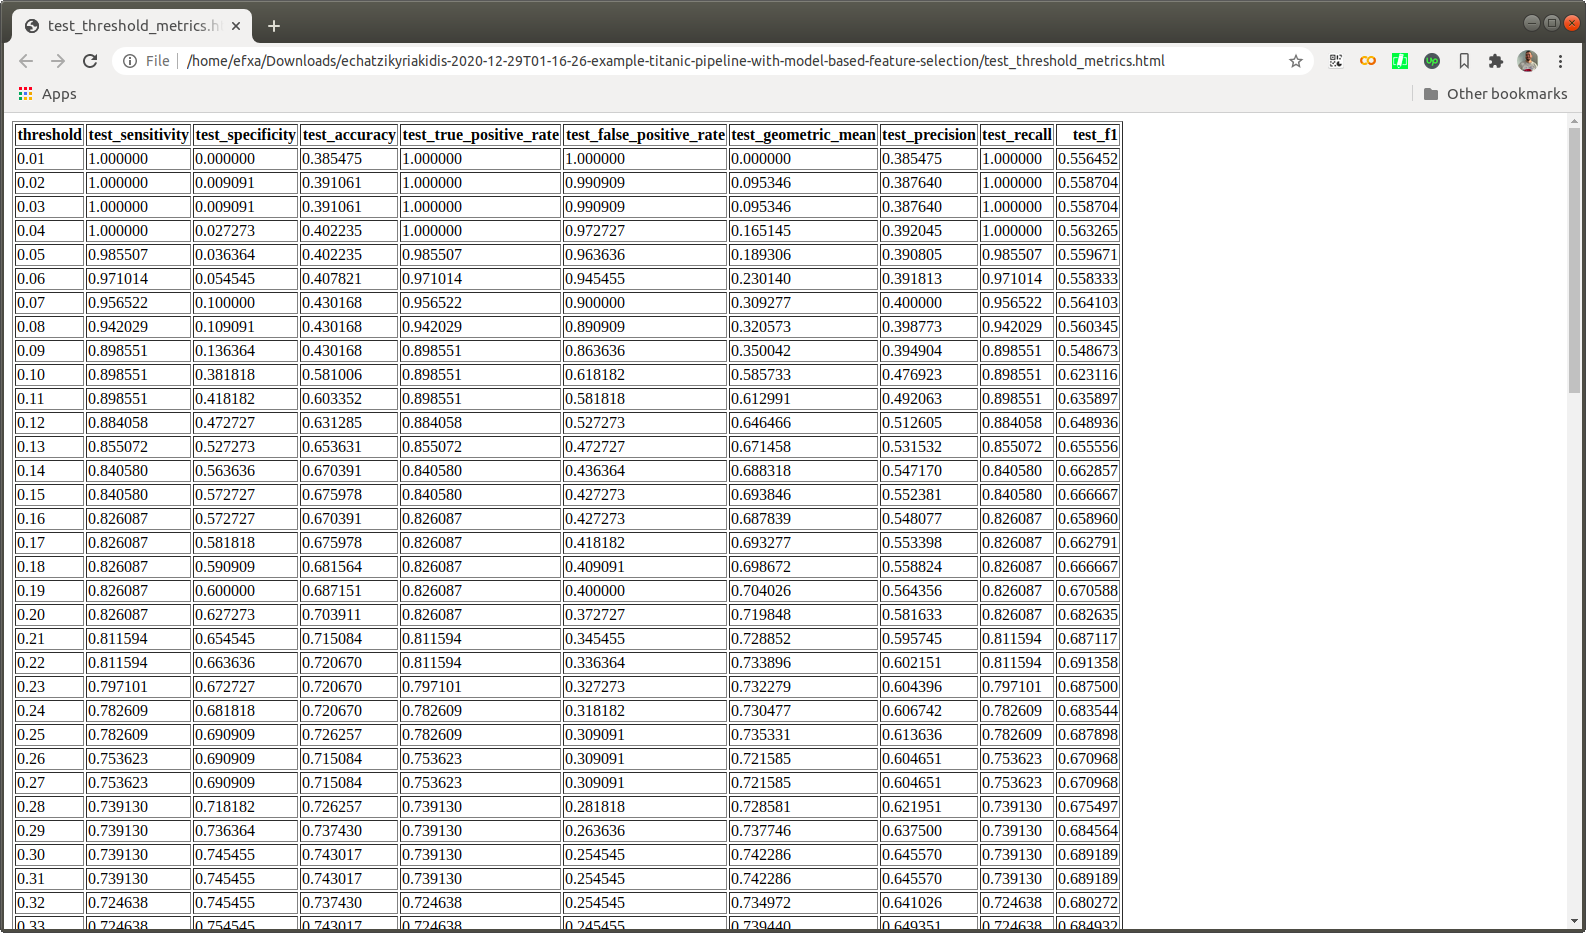 test_threshold_metrics.h
File /home/efxa/Downloads/echatzikyriakidis-2020-12-29T01-16-26-example-titanic-pipeline-with-model-based-feature-selection/test_threshold_metrics.html
Up
Apps Other bookmarks
threshold test_sensitivity test_specificity test_accuracy test_true_positive_rate test_false_positive_rate test_geometric_mean test_precision test_recall test_f1
0.01 1.000000 0.000000 0.385475 1.000000 1.000000 0.000000 0.385475 1.000000 0.556452
0.02 1.000000 0.009091 0.391061 1.000000 0.990909 0.095346 0.387640 1.000000 0.558704
0.03 1.000000 0.009091 0.391061 1.000000 0.990909 0.095346 0.387640 1.000000 0.558704
0.04 1.000000 0.027273 0.402235 1.000000 0.972727 0.165145 0.392045 1.000000 0.563265
0.05 0.985507 0.036364 0.402235 0.985507 0.963636 0.189306 0.390805 0.985507 0.559671
0.06 0.971014 0.054545 0.407821 0.971014 0.945455 0.230140 0.391813 0.971014 0.558333
0.07 0.956522 0.100000 0.430168 0.956522 0.900000 0.309277 0.400000 0.956522 0.564103
0.08 0.942029 0.109091 0.430168 0.942029 0.890909 0.320573 0.398773 0.942029 0.560345
0.09 0.898551 0.136364 0.430168 0.898551 0.863636 0.350042 0.394904 0.898551 0.548673
0.10 0.898551 0.381818 0.581006 0.898551 0.618182 0.585733 0.476923 0.898551 0.623116
0.11 0.898551 0.418182 0.603352 0.898551 0.581818 0.612991 0.492063 0.898551 0.635897
0.12 0.884058 0.472727 0.631285 0.884058 0.527273 0.646466 0.512605 0.884058 0.648936
0.13 0.855072 0.527273 0.653631 0.855072 0.472727 0.671458 0.531532 0.855072 0.655556
0.14 0.840580 0.563636 0.670391 0.840580 0.436364 0.688318 0.547170 0.840580 0.662857
0.15 0.840580 0.572727 0.675978 0.840580 0.427273 0.693846 0.552381 0.840580 0.666667
0.16 0.826087 0.572727 0.670391 0.826087 0.427273 0.687839 0.548077 0.826087 0.658960
0.17 0.826087 0.581818 0.675978 0.826087 0.418182 0.693277 0.553398 0.826087 0.662791
0.18 0.826087 0.590909 0.681564 0.826087 0.409091 0.698672 0.558824 0.826087 0.666667
0.19 0.826087 0.600000 0.687151 0.826087 0.400000 0.704026 0.564356 0.826087 0.670588
0.20 0.826087 0.627273 0.703911 0.826087 0.372727 0.719848 0.581633 0.826087 0.682635
0.21 0.811594 0.654545 0.715084 0.811594 0.345455 0.728852 0.595745 0.811594 0.687117
0.22 0.811594 0.663636 0.720670 0.811594 0.336364 0.733896 0.602151 0.811594 0.691358
0.23 0.797101 0.672727 0.720670 0.797101 0.327273 0.732279 0.604396 0.797101 0.687500
0.24 0.782609 0.681818 0.720670 0.782609 0.318182 0.730477 0.606742 0.782609 0.683544
0.25 0.782609 0.690909 0.726257 0.782609 0.309091 0.735331 0.613636 0.782609 0.687898
0.26 0.753623 0.690909 0.715084 0.753623 0.309091 0.721585 0.604651 0.753623 0.670968
0.27 0.753623 0.690909 0.715084 0.753623 0.309091 0.721585 0.604651 0.753623 0.670968
0.28 0.739130 0.718182 0.726257 0.739130 0.281818 0.728581 0.621951 0.739130 0.675497
0.29 0.739130 0.736364 0.737430 0.739130 0.263636 0.737746 0.637500 0.739130 0.684564
0.30 0.739130 0.745455 0.743017 0.739130 0.254545 0.742286 0.645570 0.739130 0.689189
0.31 0.739130 0.745455 0.743017 0.739130 0.254545 0.742286 0.645570 0.739130 0.689189
0.32 0.724638 0.745455 0.737430 0.724638 0.254545 0.734972 0.641026 0.724638 0.680272
0.33 0.724638 0.754545 0.743017 0.724638 0.245455 0.739440 0.649351 0.724638 0.684932